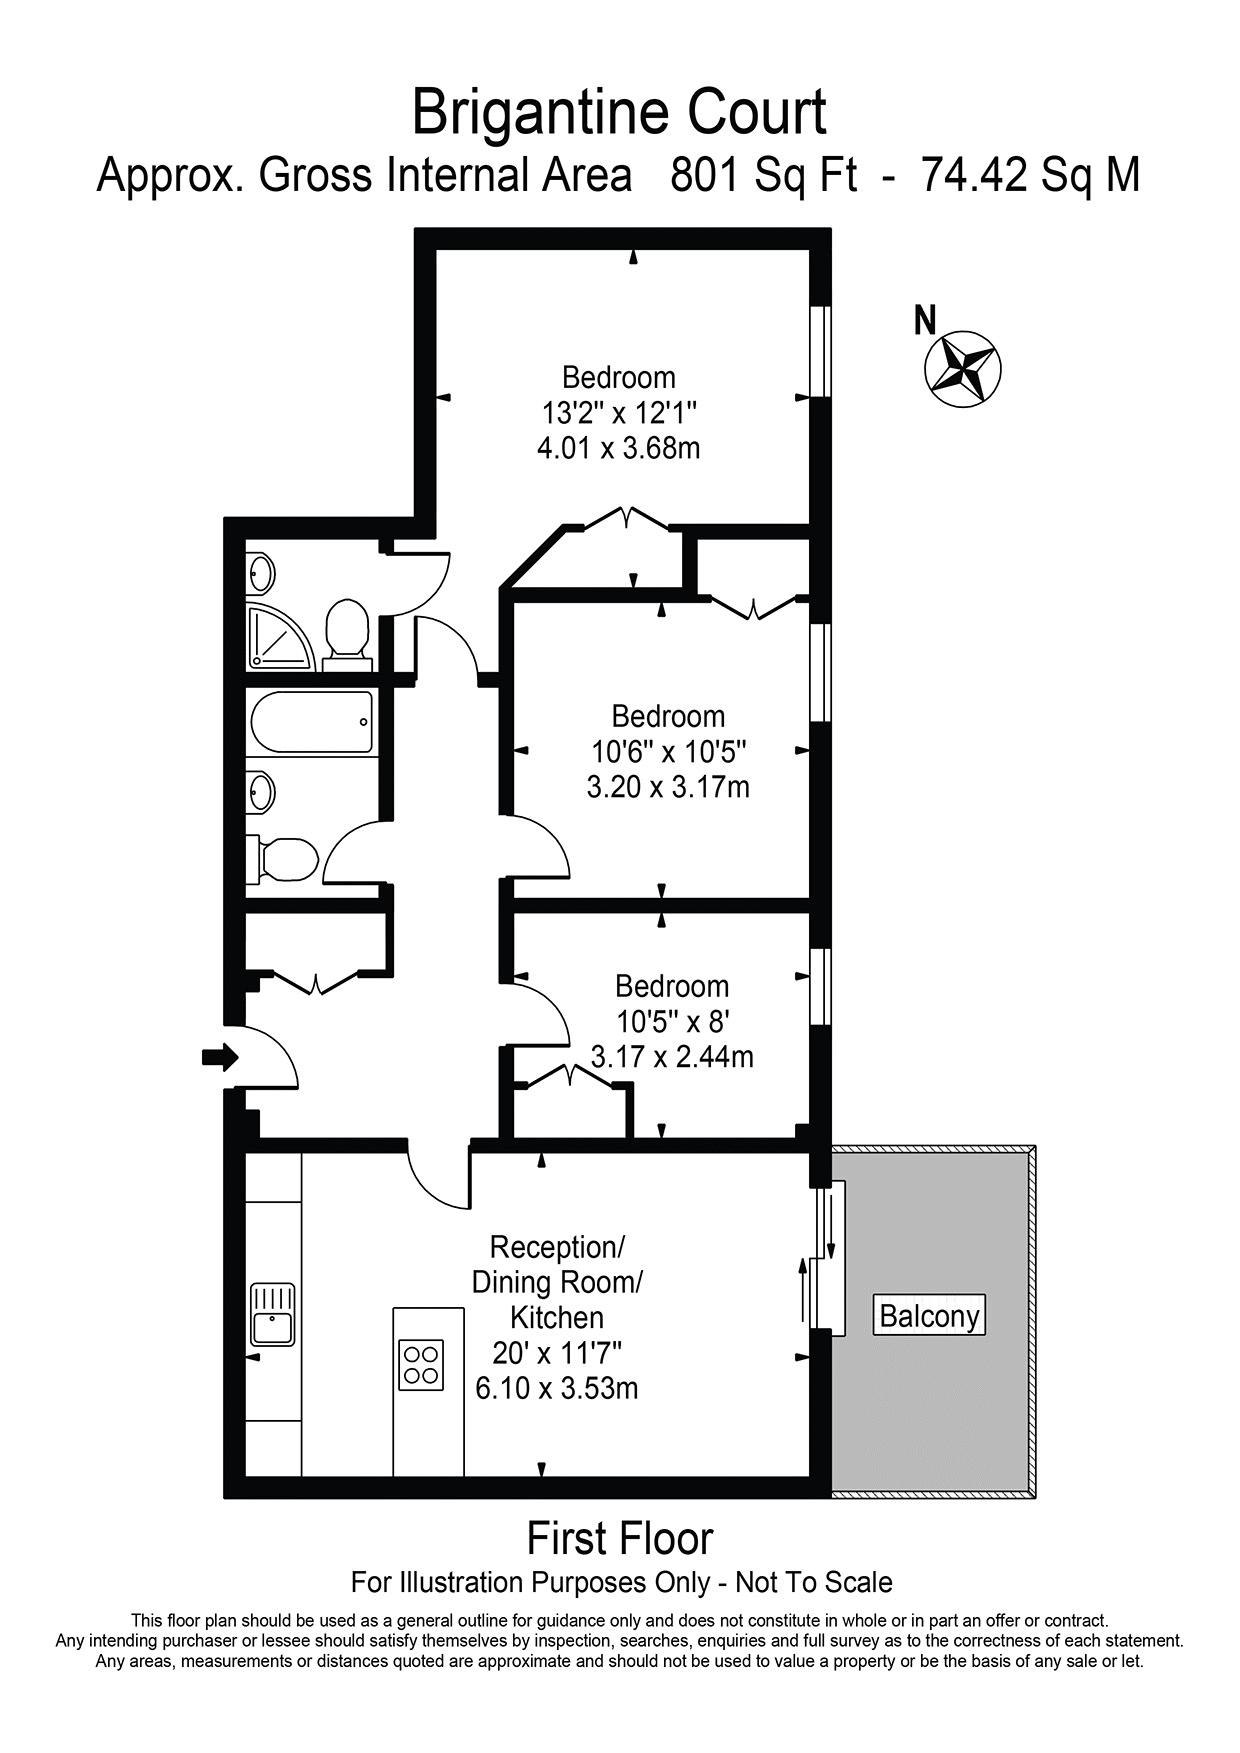 Brigantine Court
Approx. Gross Internal Area 801 Sq Ft - 74.42 Sq M
N
Bedroom
13'2" x 12'1"
4.01 x 3.68m
Bedroom
10'6" x 10'5"
3.20 x 3.17m
Bedroom
10'5" x 8'
3.17 x 2.44m
Reception/
Dining Room/
Kitchen
20' x 11'7"
6.10 x 3.53m
Balcony
First Floor
For Illustration Purposes Only - Not To Scale
This floor plan should be used as a general outline for guidance only and does not constitute in whole or in part an offer or contract.
Any intending purchaser or lessee should satisfy themselves by inspection, searches, enquiries and full survey as to the correctness of each statement.
Any areas, measurements or distances quoted are approximate and should not be used to value a property or be the basis of any sale or let.